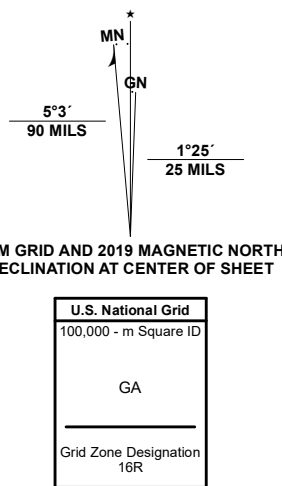 ★
MN
GN
5°3´
90 MILS
1°25´
25 MILS
M GRID AND 2019 MAGNETIC NORTH
ECLINATION AT CENTER OF SHEET
U.S. National Grid
100,000 - m Square ID
GA
Grid Zone Designation
16R